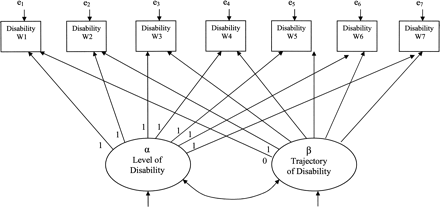 e1 e2 e3 e4 e5 e6 e7
Disability Disability Disability Disability Disability Disability Disability
W1 W2 W3 W4 W5 W6 W7
1 1 1 1 1 1 1
α
Level of
Disability
1
0
β
Trajectory
of Disability